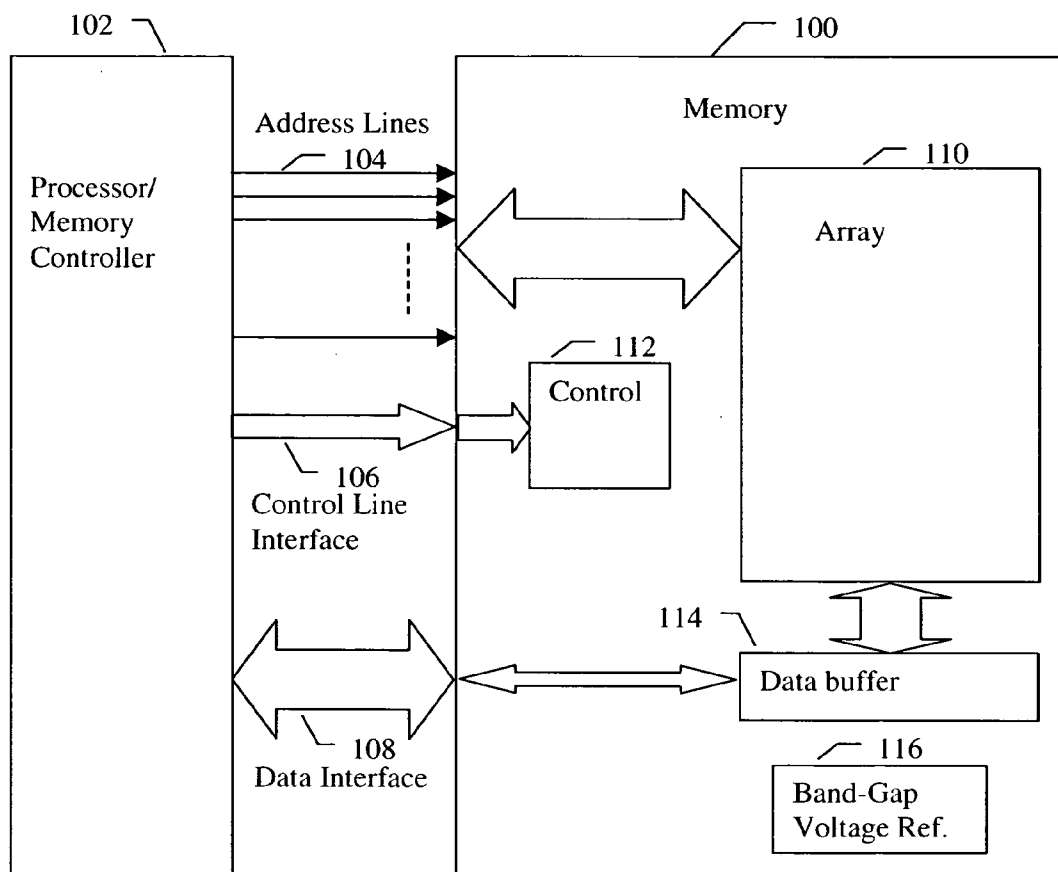 102
100
Address Lines
104
Memory
110
Processor/
Memory
Controller
Array
112
Control
106
Control Line
Interface
114
Data buffer
108
Data Interface
116
Band-Gap
Voltage Ref.